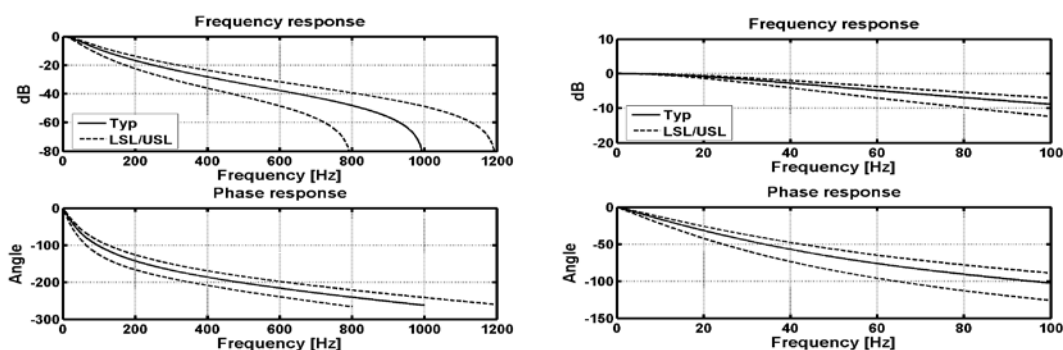 Frequency response
0
-20
-40
-60
-80
dB
Typ
LSL/USL
0 200 400 600 800 1000 1200
Frequency [Hz]
Phase response
0
-100
-200
-300
Angle
0 200 400 600 800 1000 1200
Frequency [Hz]
Frequency response
10
0
-10
-20
dB
Typ
LSL/USL
0 20 40 60 80 100
Frequency [Hz]
Phase response
0
-50
-100
-150
Angle
0 20 40 60 80 100
Frequency [Hz]